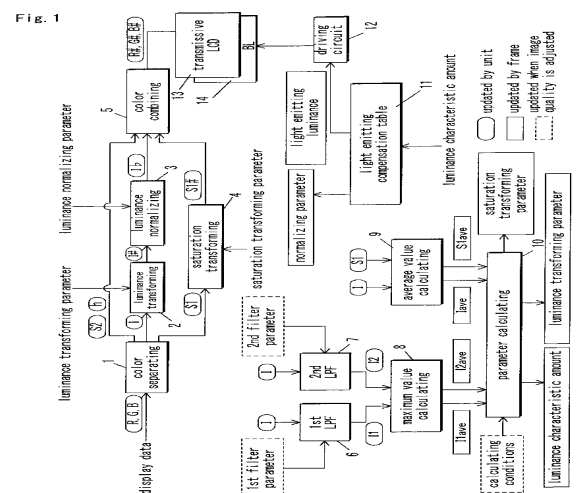 Fig. 1
display data
R,G,B
color
separating
1
S2
h
I
S1
luminance transforming parameter
luminance
transforming
2
I#
luminance normalizing parameter
luminance
normalizing
3
Ib
saturation
transforming
4
S1#
saturation transforming parameter
color
combining
5
R#,G#,B#
transmissive
LCD
13
BL
14
driving
circuit
12
light emitting
luminance
light emitting
compensation table
11
normalizing parameter
luminance characteristic amount
updated by unit
updated by frame
updated when image
quality is adjusted
1st filter
parameter
I
1st
LPF
6
I1
2nd filter
parameter
I
2nd
LPF
7
I2
maximum value
calculating
8
I1ave
I2ave
I
S1
average value
calculating
9
Iave
S1ave
calculating
conditions
parameter calculating
10
saturation
transforming
parameter
luminance transforming parameter
luminance characteristic amount